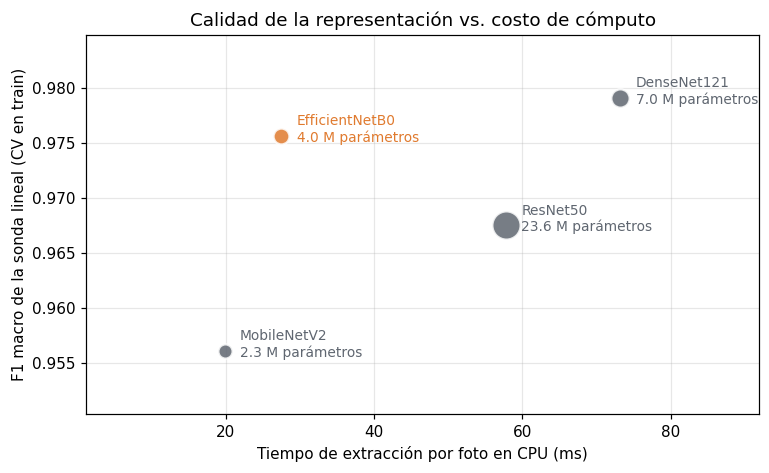 Calidad de la representación vs. costo de cómputo
F1 macro de la sonda lineal (CV en train)
0.980
0.975
0.970
0.965
0.960
0.955
DenseNet121
7.0 M parámetros
EfficientNetB0
4.0 M parámetros
ResNet50
23.6 M parámetros
MobileNetV2
2.3 M parámetros
20
40
60
80
Tiempo de extracción por foto en CPU (ms)